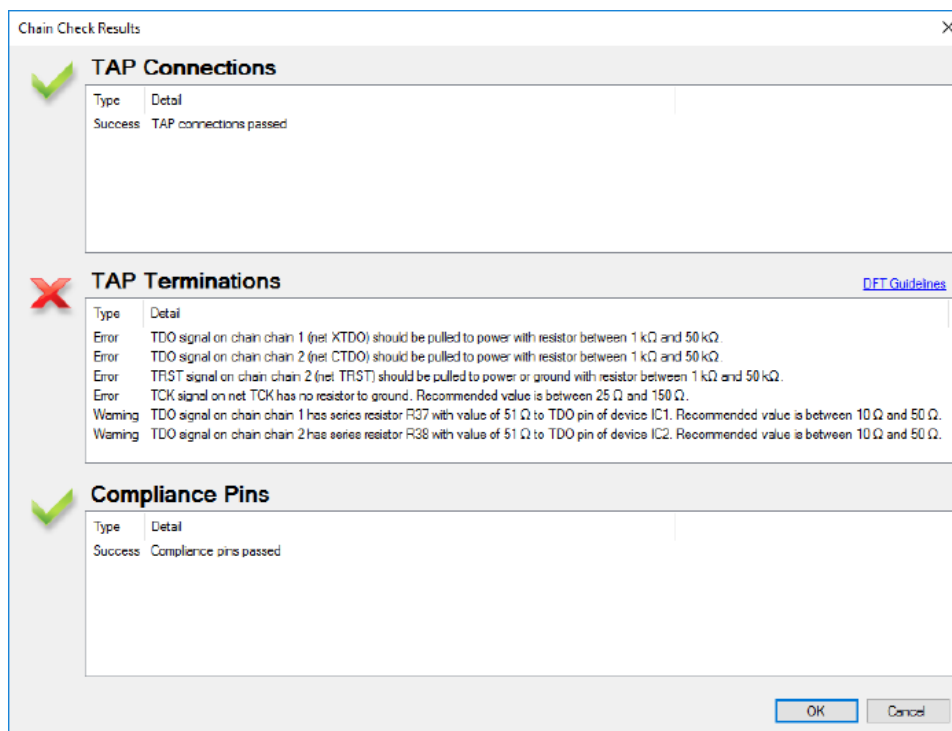 Chain Check Results
TAP Connections
Type Detail
Success TAP connections passed
TAP Terminations
DFT Guidelines
Type Detail
Error TDO signal on chain chain 1 (net XTDO) should be pulled to power with resistor between 1 kΩ and 50 kΩ.
Error TDO signal on chain chain 2 (net CTDO) should be pulled to power with resistor between 1 kΩ and 50 kΩ.
Error TRST signal on chain chain 2 (net TRST) should be pulled to power or ground with resistor between 1 kΩ and 50 kΩ.
Error TCK signal on net TCK has no resistor to ground. Recommended value is between 25 Ω and 150 Ω.
Warning TDO signal on chain chain 1 has series resistor R37 with value of 51 Ω to TDO pin of device IC1. Recommended value is between 10 Ω and 50 Ω.
Warning TDO signal on chain chain 2 has series resistor R38 with value of 51 Ω to TDO pin of device IC2. Recommended value is between 10 Ω and 50 Ω.
Compliance Pins
Type Detail
Success Compliance pins passed
OK Cancel